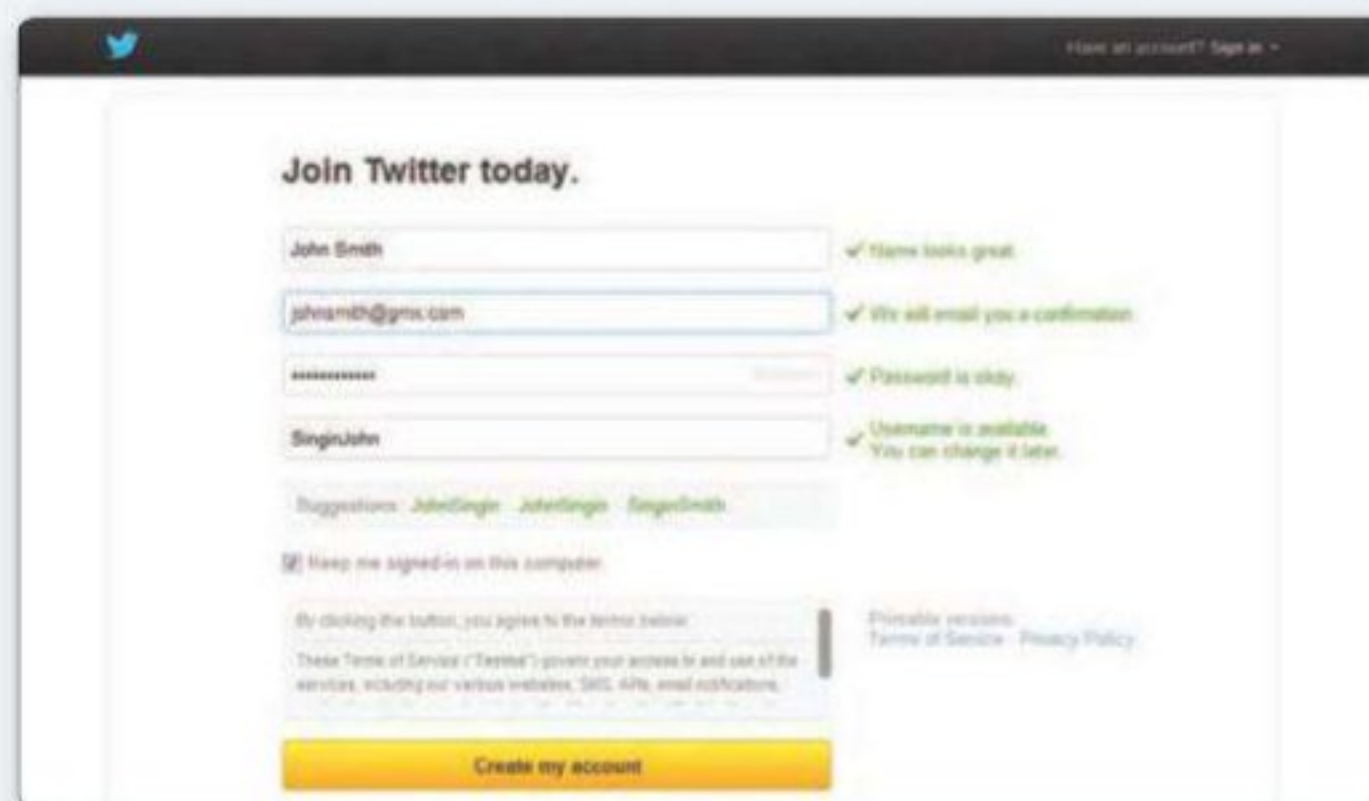 Have an account? Sign in
Join Twitter today.
John Smith
✓ Name looks great.
johnsmith@gmx.com
✓ We will email you a confirmation.
••••••••••••
✓ Password is okay.
SinginJohn
✓ Username is available.
You can change it later.
Suggestions: JohnSingin
Keep me signed-in on this computer.
By clicking the button, you agree to the terms below:
These Terms of Service ("Terms") govern your access to and use of the
services, including our various websites, SMS, APIs, email notifications,
Printable versions:
Terms of Service · Privacy Policy
Create my account